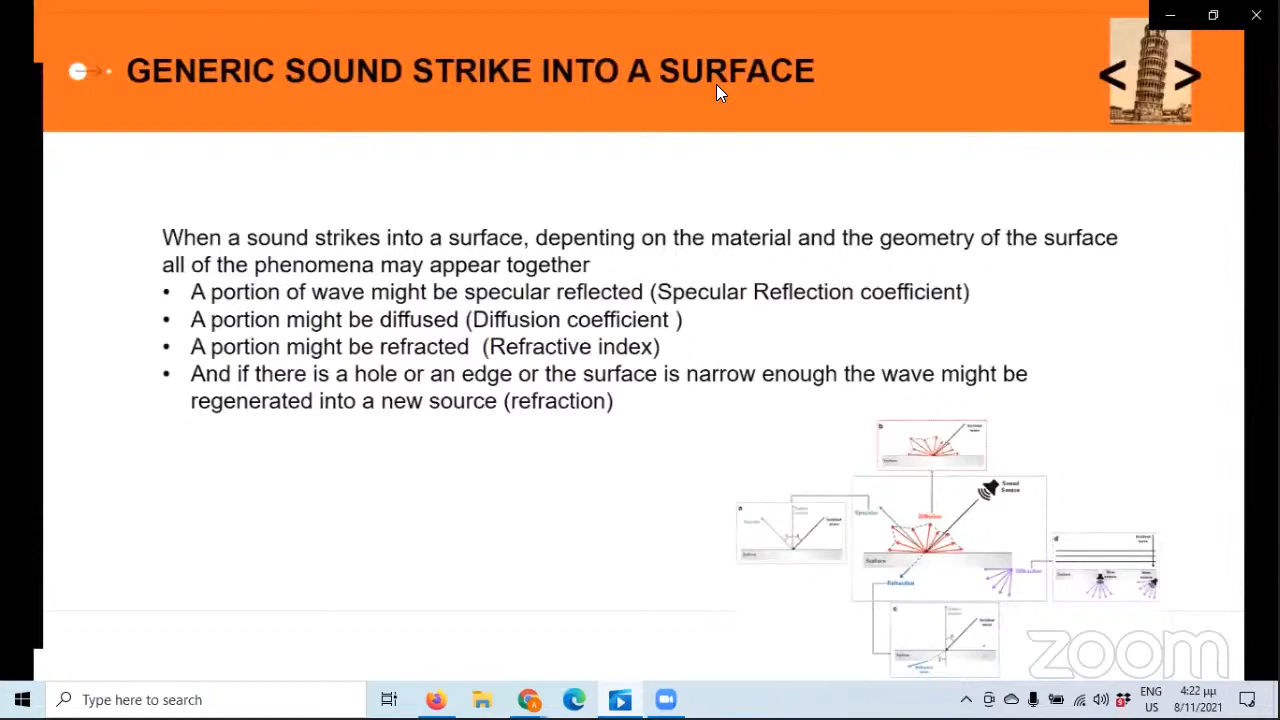 GENERIC SOUND STRIKE INTO A SURFACE
< >
When a sound strikes into a surface, depenting on the material and the geometry of the surface
all of the phenomena may appear together
• A portion of wave might be specular reflected (Specular Reflection coefficient)
• A portion might be diffused (Diffusion coefficient )
• A portion might be refracted (Refractive index)
• And if there is a hole or an edge or the surface is narrow enough the wave might be
regenerated into a new source (refraction)
b
Surface
Sound
Source
a
Specular
Diffusion
d
Surface
Diffraction
Refraction
c
Surface
zoom
Type here to search
ENG
US
4:22 μμ
8/11/2021